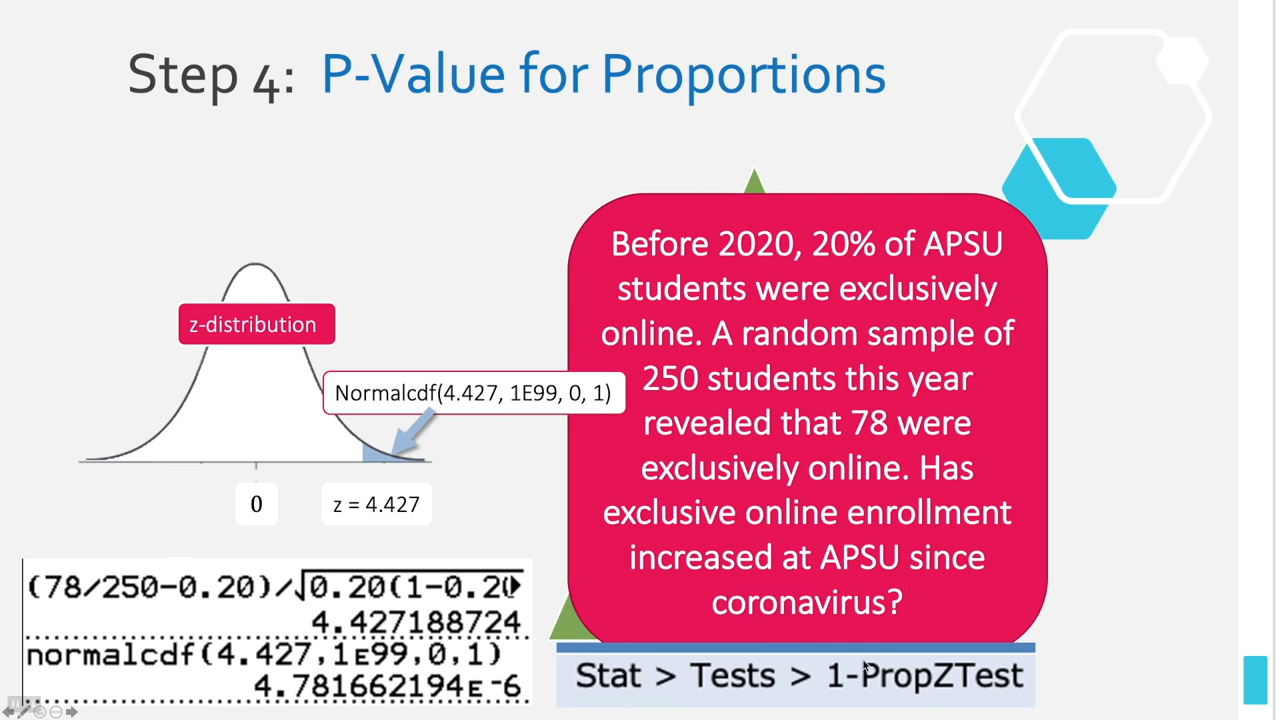 Step 4: P-Value for Proportions
z-distribution
Normalcdf(4.427, 1E99, 0, 1)
0
z = 4.427
(78/250-0.20)/√0.20(1-0.20
4.427188724
normalcdf(4.427,1E99,0,1)
4.781662194E-6
Before 2020, 20% of APSU
students were exclusively
online. A random sample of
250 students this year
revealed that 78 were
exclusively online. Has
exclusive online enrollment
increased at APSU since
coronavirus?
Stat > Tests > 1-PropZTest